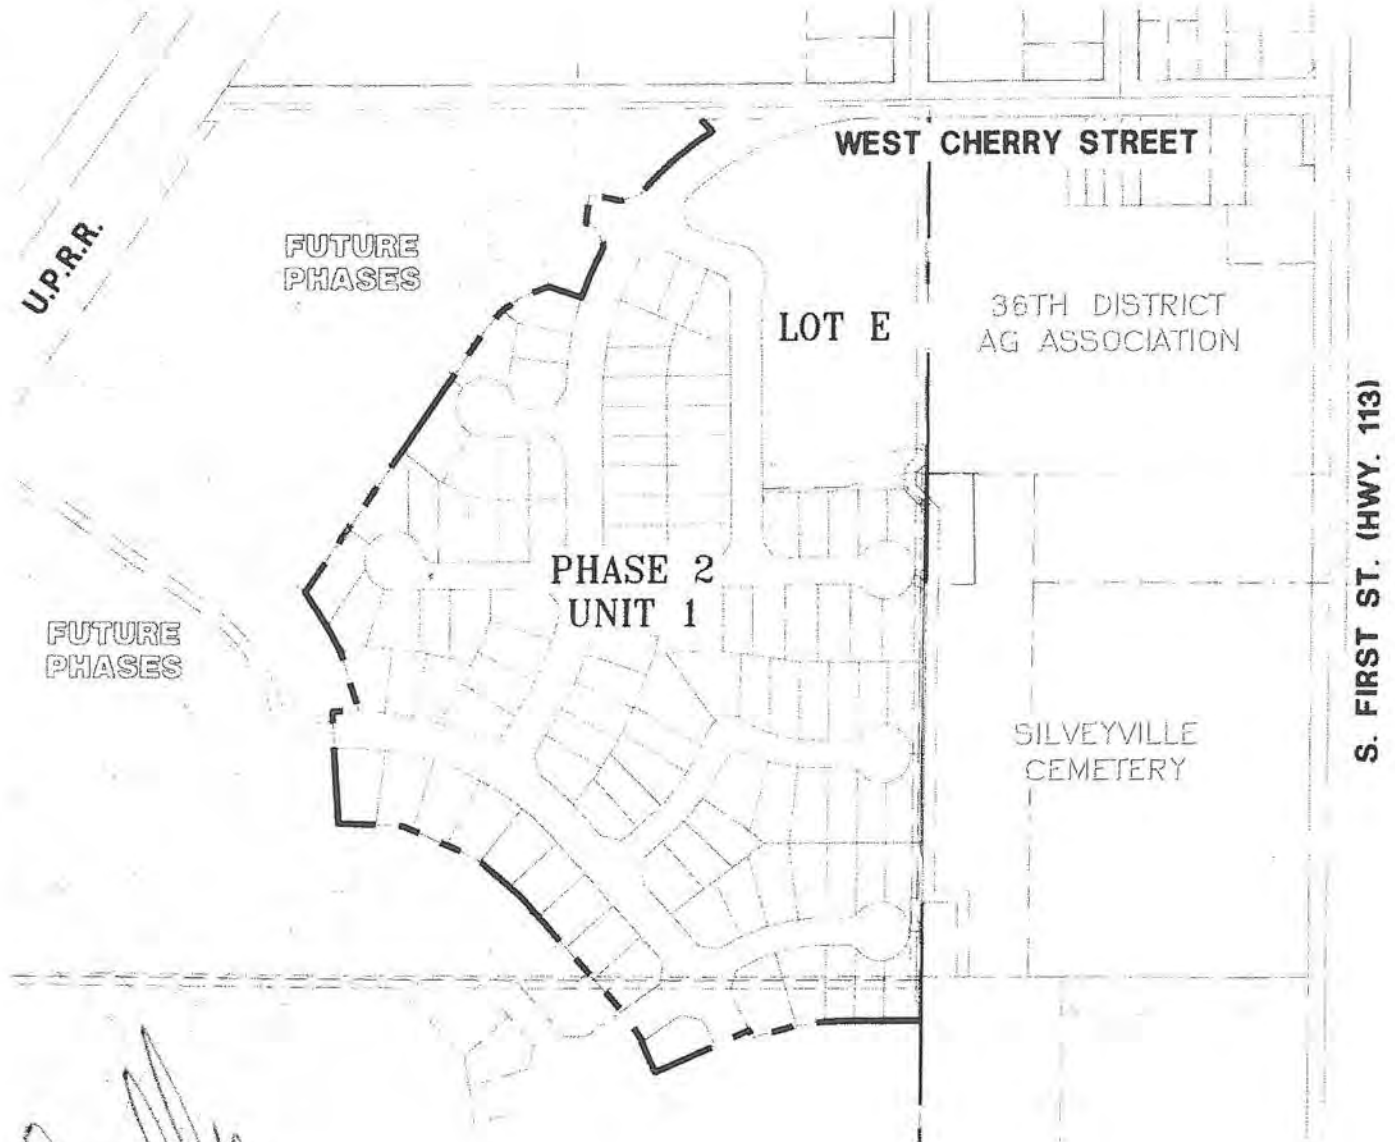 WEST CHERRY STREET
U.P.R.R.
FUTURE
PHASES
LOT E
36TH DISTRICT
AG ASSOCIATION
S. FIRST ST. (HWY. 113)
PHASE 2
UNIT 1
FUTURE
PHASES
SILVEYVILLE
CEMETERY